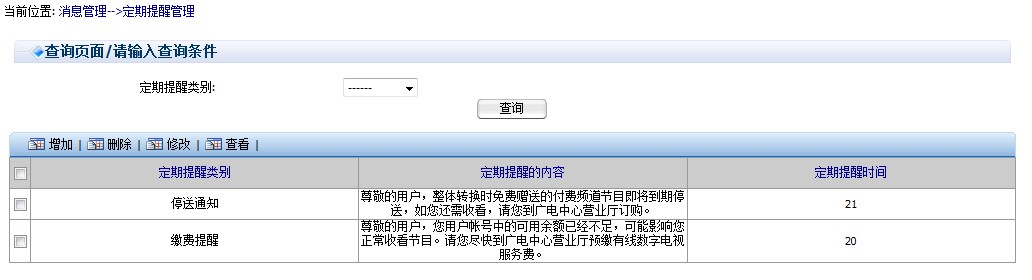 当前位置: 消息管理-->定期提醒管理
查询页面/请输入查询条件
定期提醒类别: ------
查询
增加 | 删除 | 修改 | 查看 |
定期提醒类别 定期提醒的内容 定期提醒时间
停送通知 尊敬的用户，整体转换时免费赠送的付费频道节目即将到期停
送，如您还需收看，请您到广电中心营业厅订购。 21
缴费提醒 尊敬的用户，您用户帐号中的可用余额已经不足，可能影响您
正常收看节目。请您尽快到广电中心营业厅预缴有线数字电视 20
服务费。